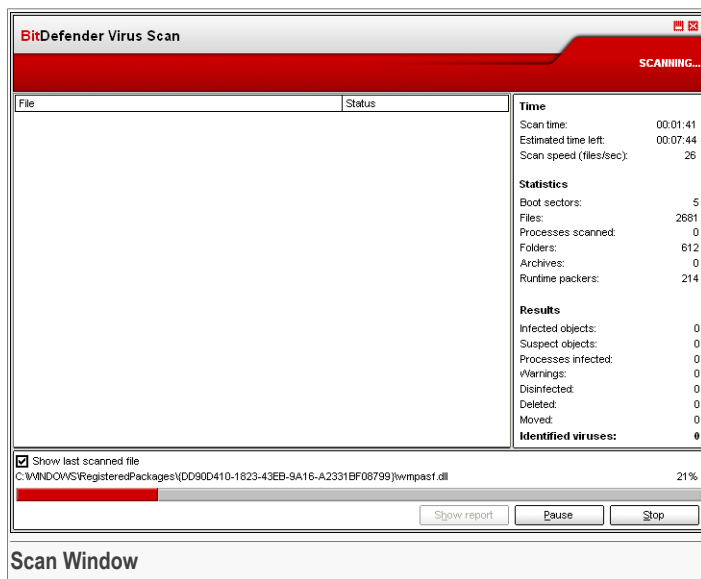 BitDefender Virus Scan
SCANNING...
File Status
Time
Scan time: 00:01:41
Estimated time left: 00:07:44
Scan speed (files/sec): 26
Statistics
Boot sectors: 5
Files: 2681
Processes scanned: 0
Folders: 612
Archives: 0
Runtime packers: 214
Results
Infected objects: 0
Suspect objects: 0
Processes infected: 0
Warnings: 0
Disinfected: 0
Deleted: 0
Moved: 0
Identified viruses: 0
Show last scanned file
C:\WINDOWS\RegisteredPackages\{DD90D410-1823-43EB-9A16-A2331BF08799}\wmpasf.dll 21%
Show report Pause Stop
Scan Window